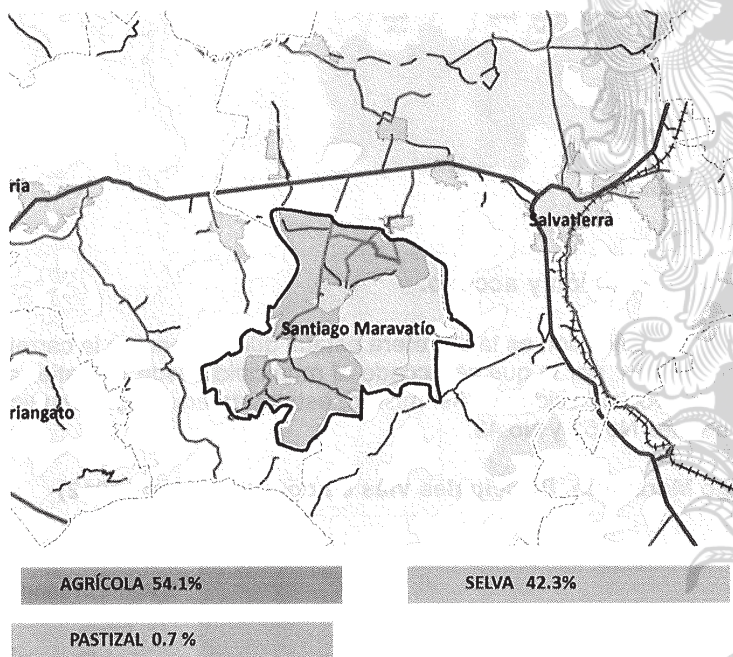 ria
Salvatierra
Santiago Maravatío
riangato
AGRÍCOLA 54.1%
SELVA 42.3%
PASTIZAL 0.7 %